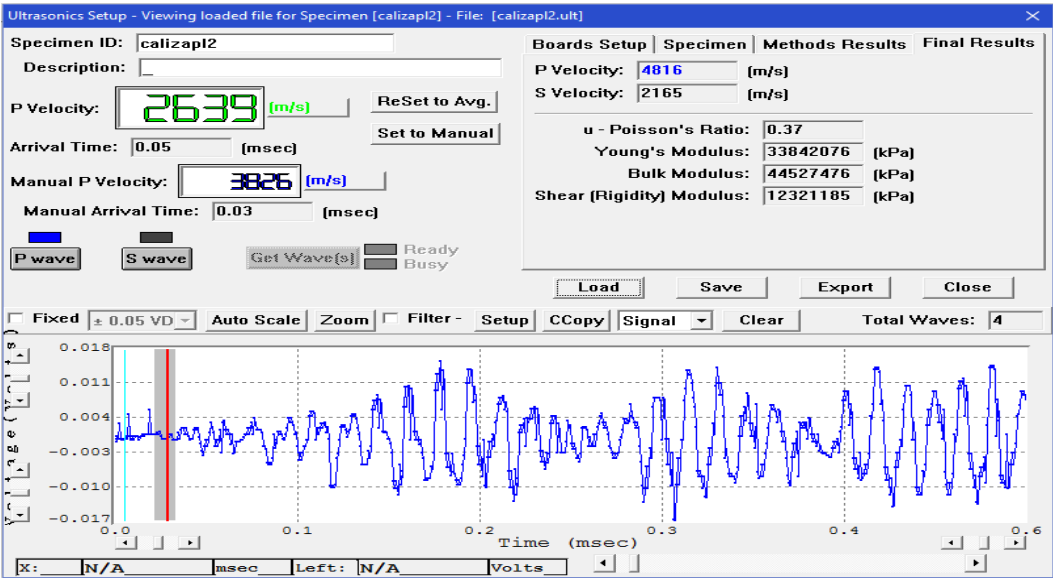 Ultrasonics Setup - Viewing loaded file for Specimen [calizapl2] - File: [calizapl2.ult]
Specimen ID: calizapl2
Description: _
P Velocity: 2639 (m/s)
ReSet to Avg.
Set to Manual
Arrival Time: 0.05 (msec)
Manual P Velocity: 3826 (m/s)
Manual Arrival Time: 0.03 (msec)
P wave S wave Get Wave(s) Ready
Busy
Boards Setup Specimen Methods Results Final Results
P Velocity: 4816 (m/s)
S Velocity: 2165 (m/s)
u - Poisson's Ratio: 0.37
Young's Modulus: 33842076 (kPa)
Bulk Modulus: 44527476 (kPa)
Shear (Rigidity) Modulus: 12321185 (kPa)
Load Save Export Close
Fixed ± 0.05 VD Auto Scale Zoom Filter - Setup CCopy Signal Clear Total Waves: 4
0.018
0.011
0.004
-0.003
-0.010
-0.017
0.0 0.1 0.2 0.3 0.4 0.6
Time (msec)
X: N/A msec Left: N/A Volts